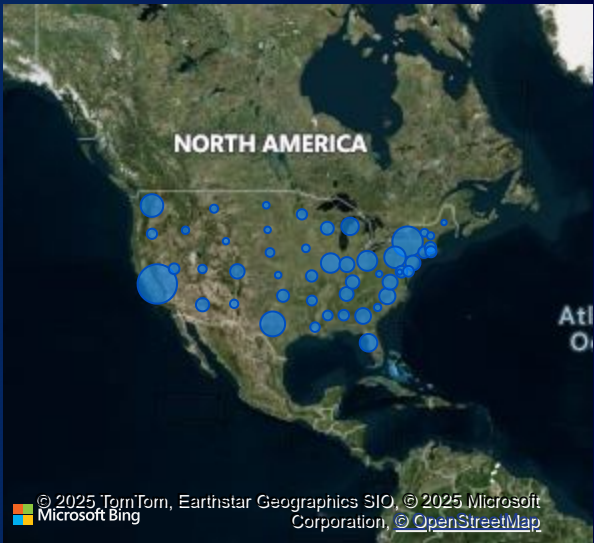 NORTH AMERICA
Atl
O
© 2025 TomTom, Earthstar Geographics SIO, © 2025 Microsoft
Corporation, © OpenStreetMap
Microsoft Bing